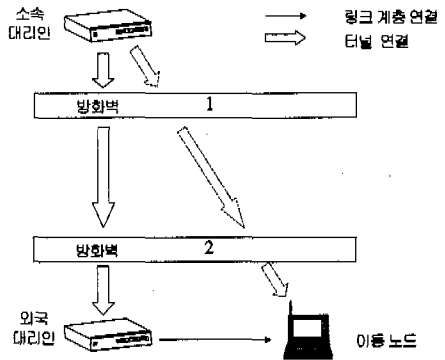 소속
대리인
링크 계층 연결
터널 연결
방화벽 1
방화벽 2
외국
대리인
이동 노드